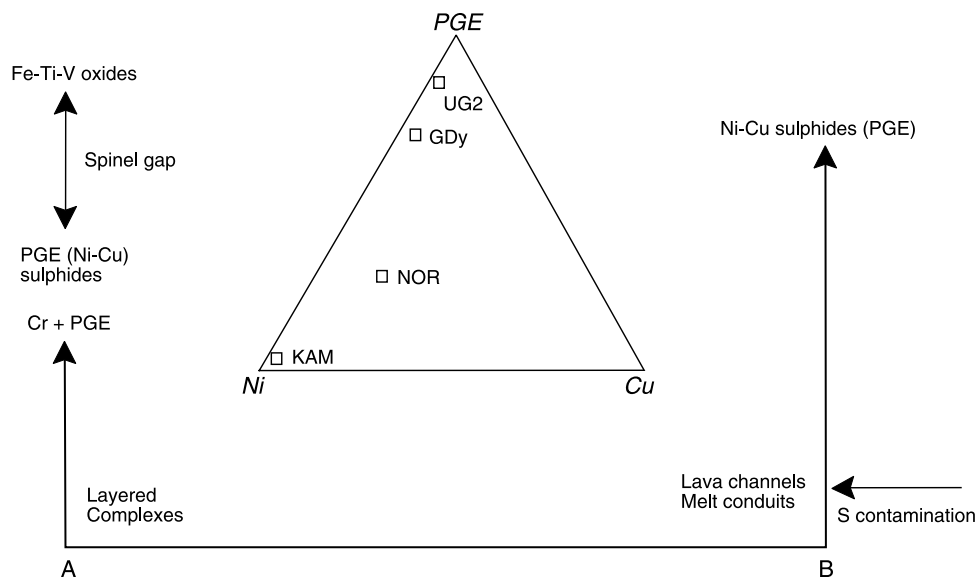 PGE
Fe-Ti-V oxides
UG2
Ni-Cu sulphides (PGE)
GDy
Spinel gap
PGE (Ni-Cu)
sulphides
NOR
Cr + PGE
KAM
Ni
Cu
Layered
Complexes
Lava channels
Melt conduits
S contamination
A
B